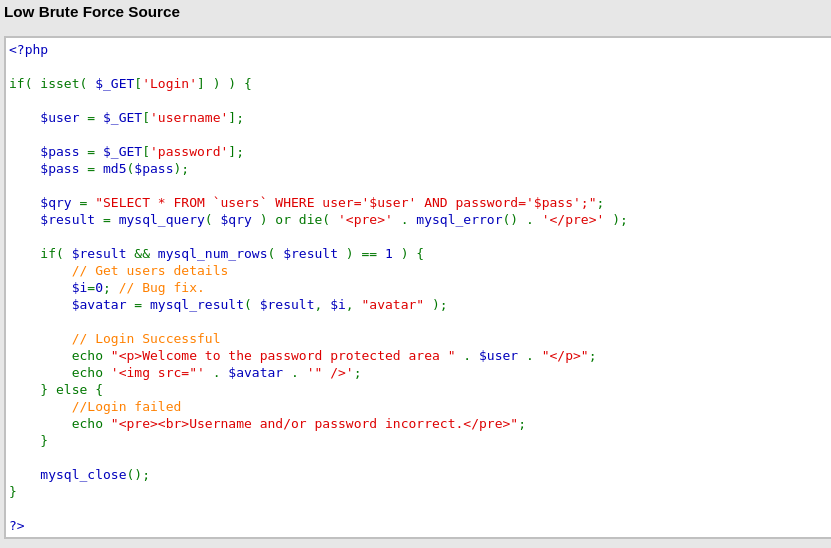 Low Brute Force Source
<?php
if( isset( $_GET['Login'] ) ) {
$user = $_GET['username'];
$pass = $_GET['password'];
$pass = md5($pass);
$qry = "SELECT * FROM `users` WHERE user='$user' AND password='$pass';";
$result = mysql_query( $qry ) or die( '<pre>' . mysql_error() . '</pre>' );
if( $result && mysql_num_rows( $result ) == 1 ) {
// Get users details
$i=0; // Bug fix.
$avatar = mysql_result( $result, $i, "avatar" );
// Login Successful
echo "<p>Welcome to the password protected area " . $user . "</p>";
echo '<img src="' . $avatar . '" />';
} else {
//Login failed
echo "<pre><br>Username and/or password incorrect.</pre>";
}
mysql_close();
}
?>